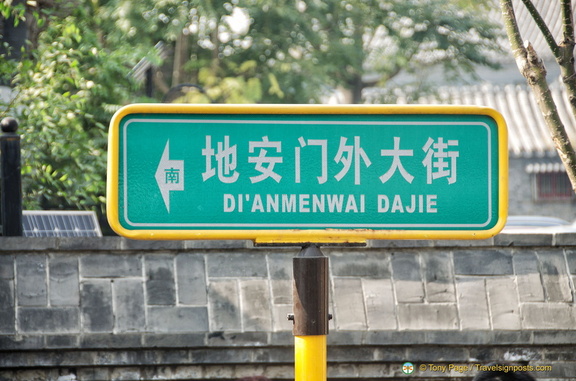 南
地安门外大街
DI'ANMENWAI DAJIE
© Tony Page/Travelsignposts.com